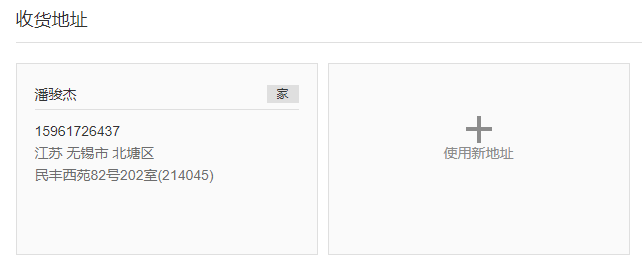 收货地址
潘骏杰 家
15961726437
江苏 无锡市 北塘区
民丰西苑82号202室(214045)
使用新地址